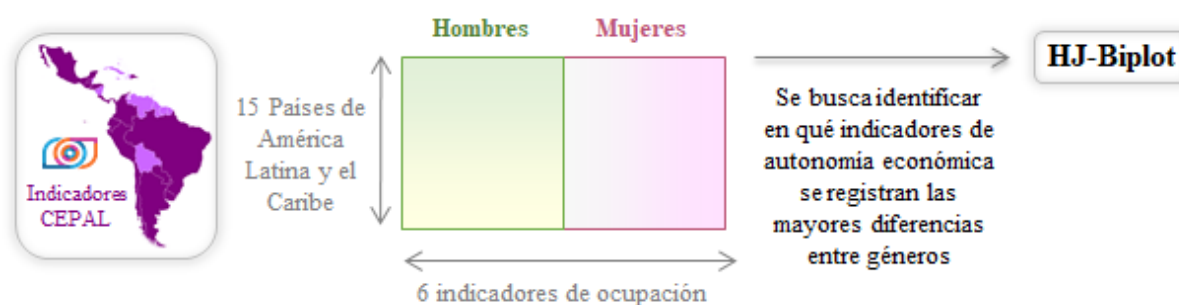 Indicadores
CEPAL
15 Países de
América
Latina y el
Caribe
Hombres
Mujeres
6 indicadores de ocupación
Se busca identificar
en qué indicadores de
autonomía económica
se registran las
mayores diferencias
entre géneros
HJ-Biplot